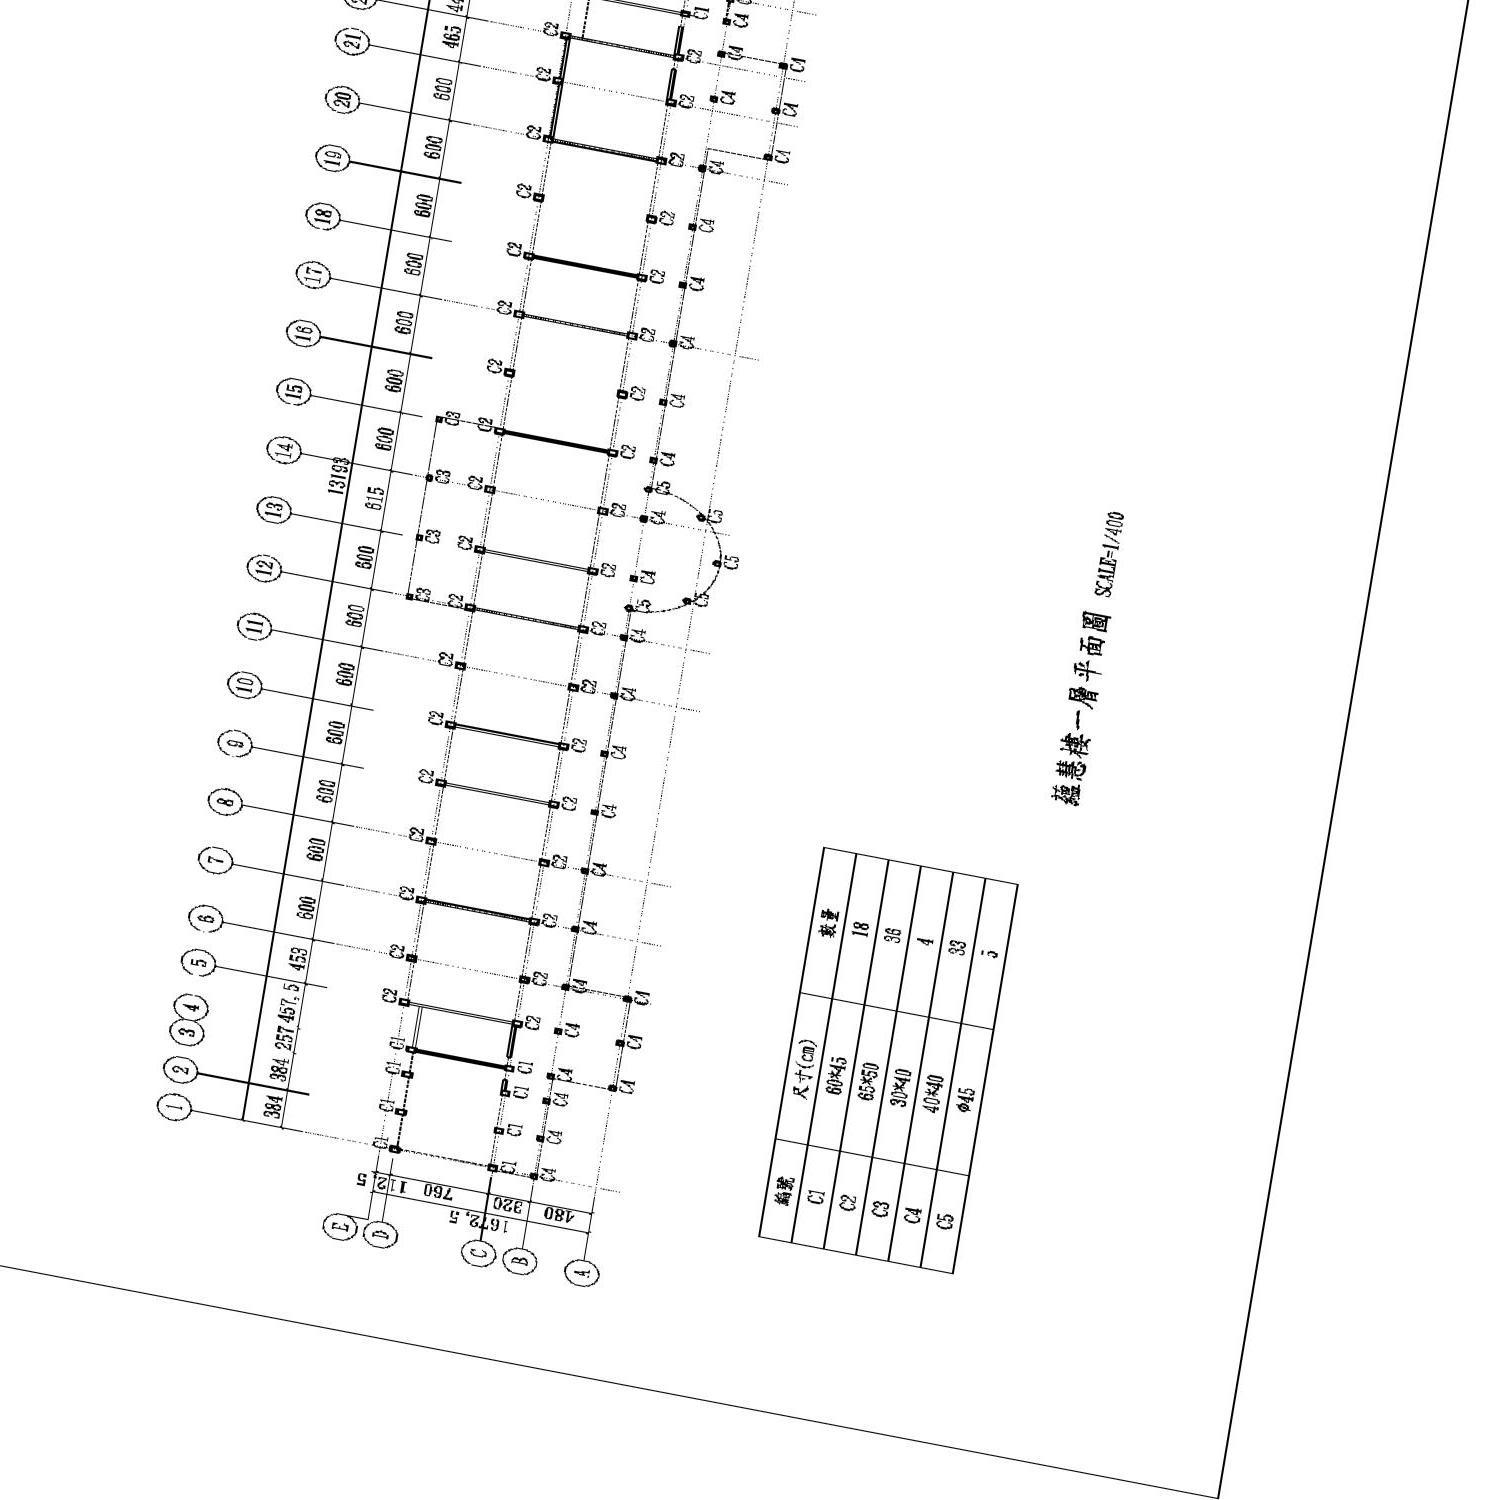 蘊慧樓一層平面圖 SCALE=1/400
編號 尺寸(cm) 數量
C1 60*45 18
C2 65*50 36
C3 30*40 4
C4 40*40 33
C5 φ45 5
1 2 3 4 5 6 7 8 9 10 11 12 13 14 15 16 17 18 19 20 21
13193
384 384 257 457,5 453 600 600 600 600 600 600 600 615 600 600 600 600 600 600 600 465
E D C B A
112,5 760 320 480
1672,5
C3 C3 C3 C3
C1 C1 C1 C1 C2 C2 C2 C2 C2 C2 C2 C2 C2 C2 C2 C2 C2 C2 C2 C2 C2 C2
C1 C1 C1 C1 C2 C2 C2 C2 C2 C2 C2 C2 C2 C2 C2 C2 C2 C2 C2 C2 C2 C2 C1
C4 C4 C4 C4 C4 C4 C4 C4 C4 C4 C4 C4 C5 C4 C4 C5 C4 C4 C4 C4 C4 C4 C4 C4 C4
C4 C4 C4 C5 C5 C5 C4 C4 C4